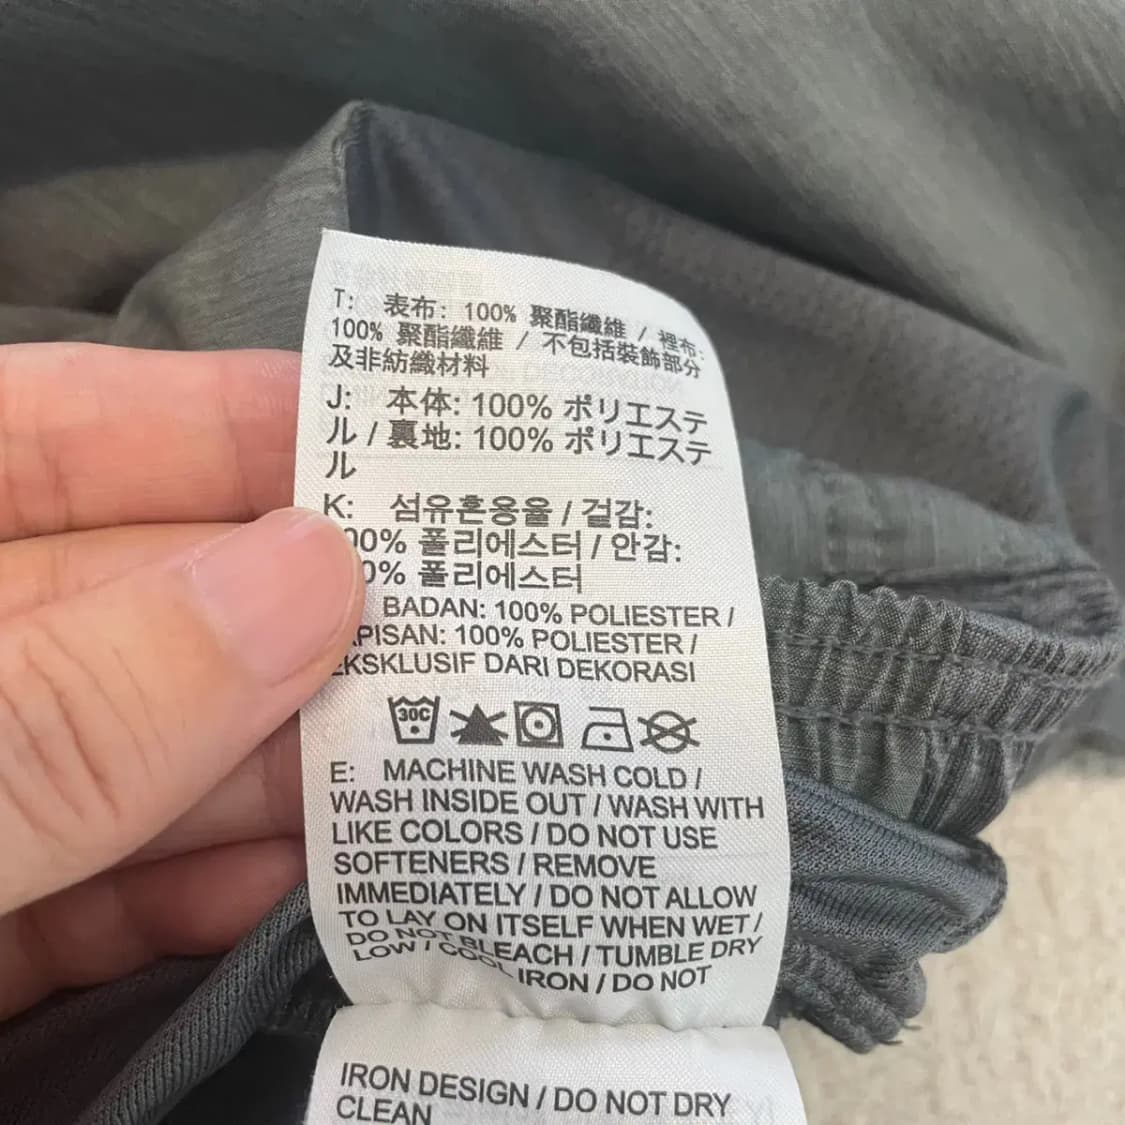 T: 表布: 100% 聚酯纖維 / 裡布:
100% 聚酯纖維 / 不包括裝飾部分
及非紡織材料
J: 本体: 100% ポリエステ
ル / 裏地: 100% ポリエステ
ル
K: 섬유혼용율 / 겉감:
00% 폴리에스터 / 안감:
0% 폴리에스터
BADAN: 100% POLIESTER /
PISAN: 100% POLIESTER /
EKSKLUSIF DARI DEKORASI
30C
E: MACHINE WASH COLD /
WASH INSIDE OUT / WASH WITH
LIKE COLORS / DO NOT USE
SOFTENERS / REMOVE
IMMEDIATELY / DO NOT ALLOW
TO LAY ON ITSELF WHEN WET /
DO NOT BLEACH / TUMBLE DRY
LOW / COOL IRON / DO NOT
IRON DESIGN / DO NOT DRY
CLEAN